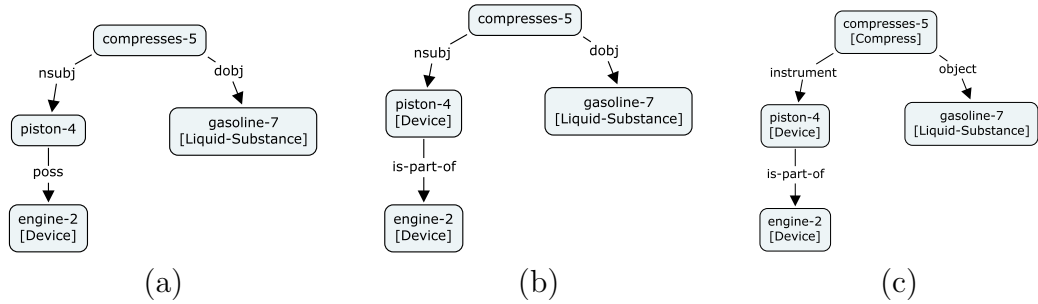 compresses-5
nsubj
dobj
piston-4
gasoline-7
[Liquid-Substance]
poss
engine-2
[Device]
(a)
compresses-5
nsubj
dobj
piston-4
[Device]
gasoline-7
[Liquid-Substance]
is-part-of
engine-2
[Device]
(b)
compresses-5
[Compress]
instrument
object
piston-4
[Device]
gasoline-7
[Liquid-Substance]
is-part-of
engine-2
[Device]
(c)